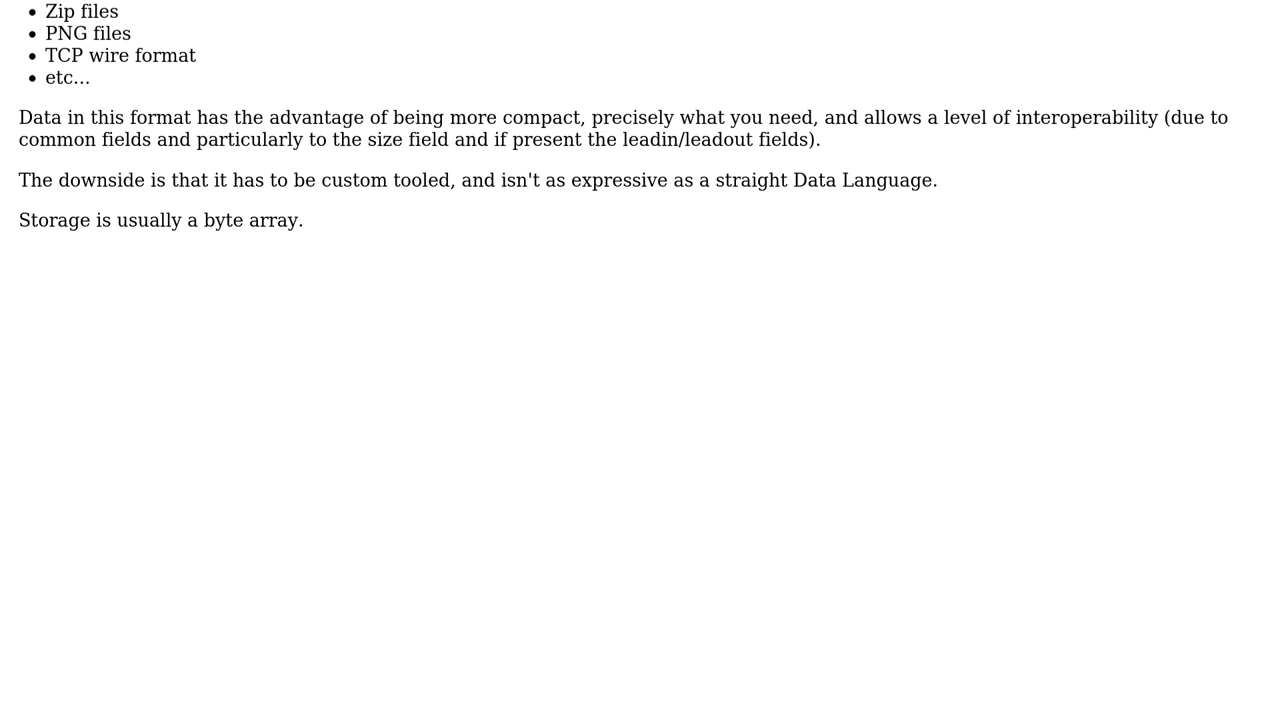 • Zip files
• PNG files
• TCP wire format
• etc...
Data in this format has the advantage of being more compact, precisely what you need, and allows a level of interoperability (due to
common fields and particularly to the size field and if present the leadin/leadout fields).
The downside is that it has to be custom tooled, and isn't as expressive as a straight Data Language.
Storage is usually a byte array.